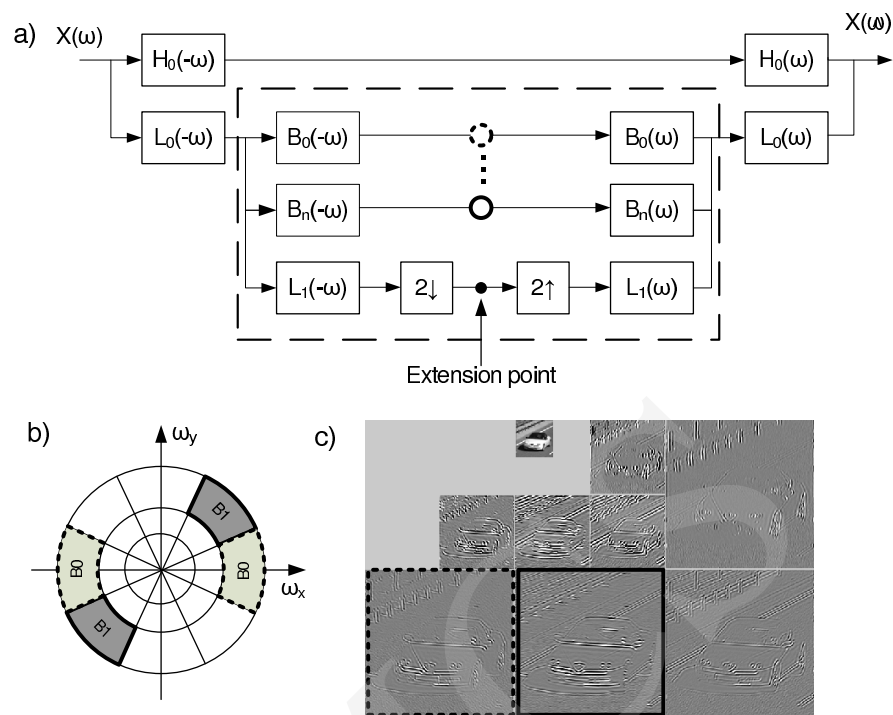 a)
X(ω)
X(ω)
H₀(-ω)
H₀(ω)
L₀(-ω)
B₀(-ω)
B₀(ω)
L₀(ω)
Bₙ(-ω)
Bₙ(ω)
L₁(-ω)
2↓
2↑
L₁(ω)
Extension point
b)
ωy
c)
B1
B0
B0
ωx
B1